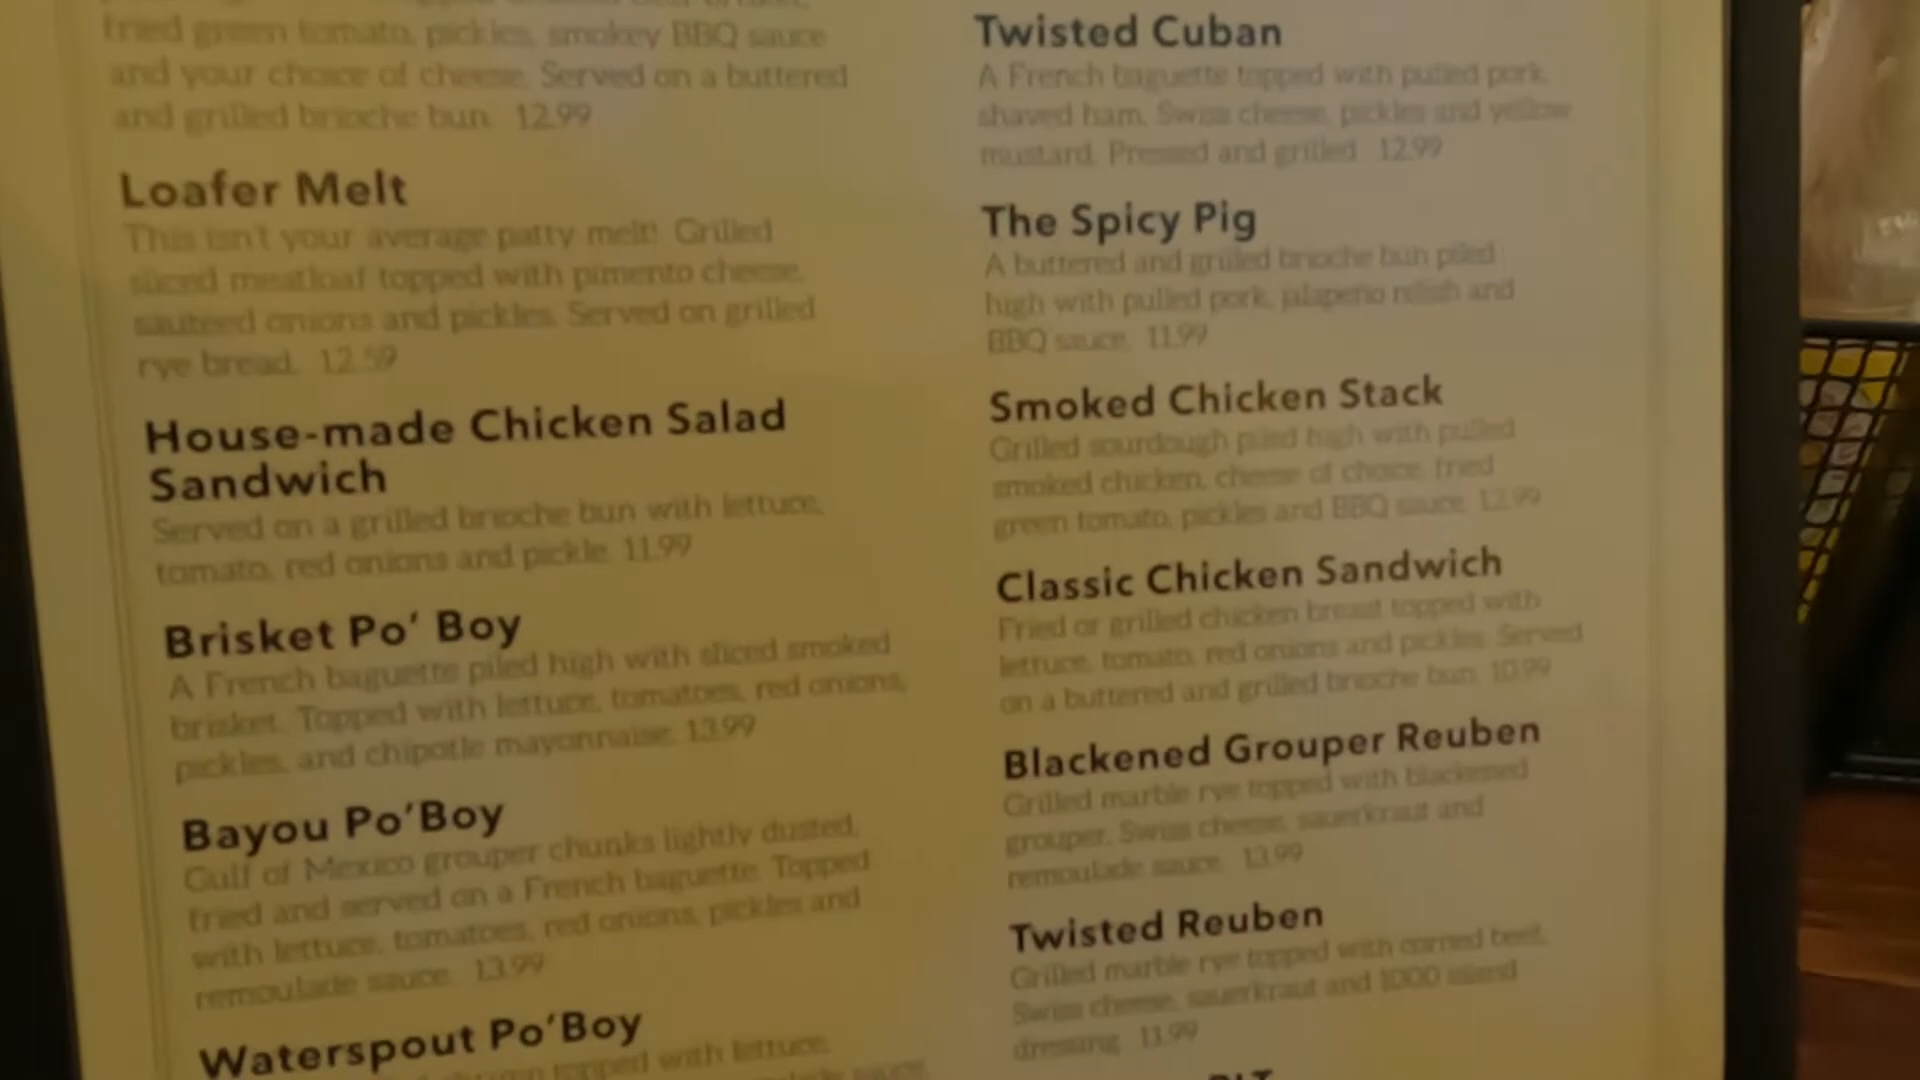 fried green tomato, pickles, smokey BBQ sauce
and your choice of cheese. Served on a buttered
and grilled brioche bun. 12.99
Loafer Melt
This isn't your average patty melt! Grilled
sliced meatloaf topped with pimento cheese,
sauteed onions and pickles. Served on grilled
rye bread. 12.59
House-made Chicken Salad
Sandwich
Served on a grilled brioche bun with lettuce,
tomato, red onions and pickle. 11.99
Brisket Po' Boy
A French baguette piled high with sliced smoked
brisket. Topped with lettuce, tomatoes, red onions,
pickles, and chipotle mayonnaise. 13.99
Bayou Po'Boy
Gulf of Mexico grouper chunks lightly dusted,
fried and served on a French baguette. Topped
with lettuce, tomatoes, red onions, pickles and
remoulade sauce. 13.99
Waterspout Po'Boy
topped with lettuce,
sauce,
Twisted Cuban
A French baguette topped with pulled pork,
shaved ham, Swiss cheese, pickles and yellow
mustard. Pressed and grilled. 12.99
The Spicy Pig
A buttered and grilled brioche bun piled
high with pulled pork, jalapeno relish and
BBQ sauce. 11.99
Smoked Chicken Stack
Grilled sourdough piled high with pulled
smoked chicken, cheese of choice, fried
green tomato, pickles and BBQ sauce. 12.99
Classic Chicken Sandwich
Fried or grilled chicken breast topped with
lettuce, tomato, red onions and pickles. Served
on a buttered and grilled brioche bun. 10.99
Blackened Grouper Reuben
Grilled marble rye topped with blackened
grouper, Swiss cheese, sauerkraut and
remoulade sauce. 13.99
Twisted Reuben
Grilled marble rye topped with corned beef,
Swiss cheese, sauerkraut and 1000 island
dressing. 11.99
BLT